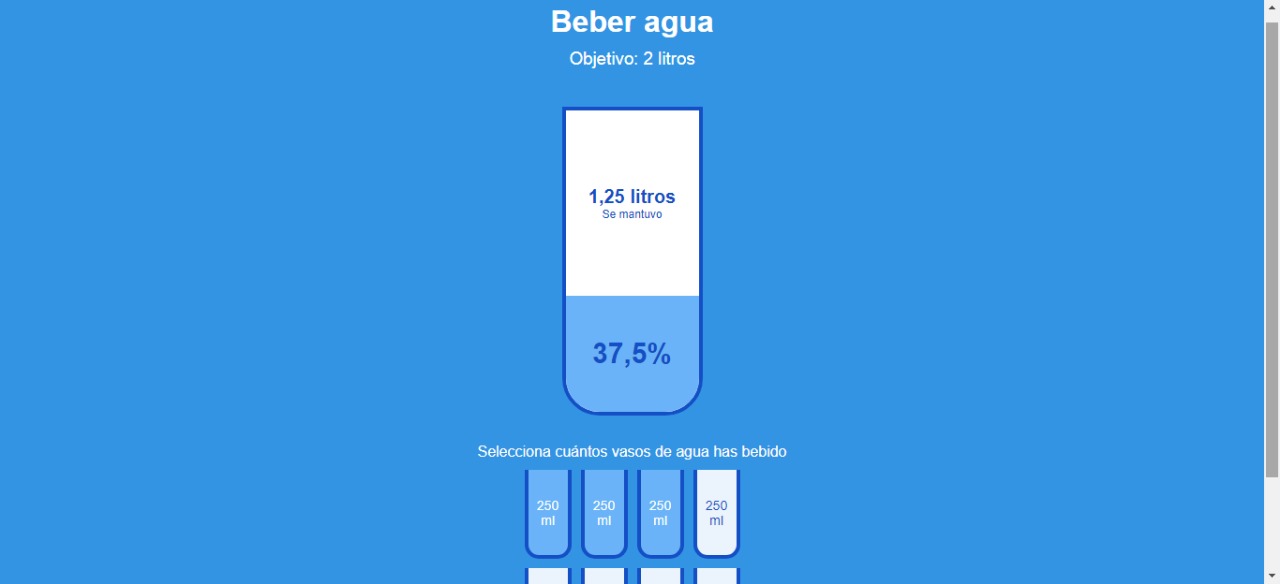 Beber agua
Objetivo: 2 litros
1,25 litros
Se mantuvo
37,5%
Selecciona cuántos vasos de agua has bebido
250 250 250 250
ml ml ml ml